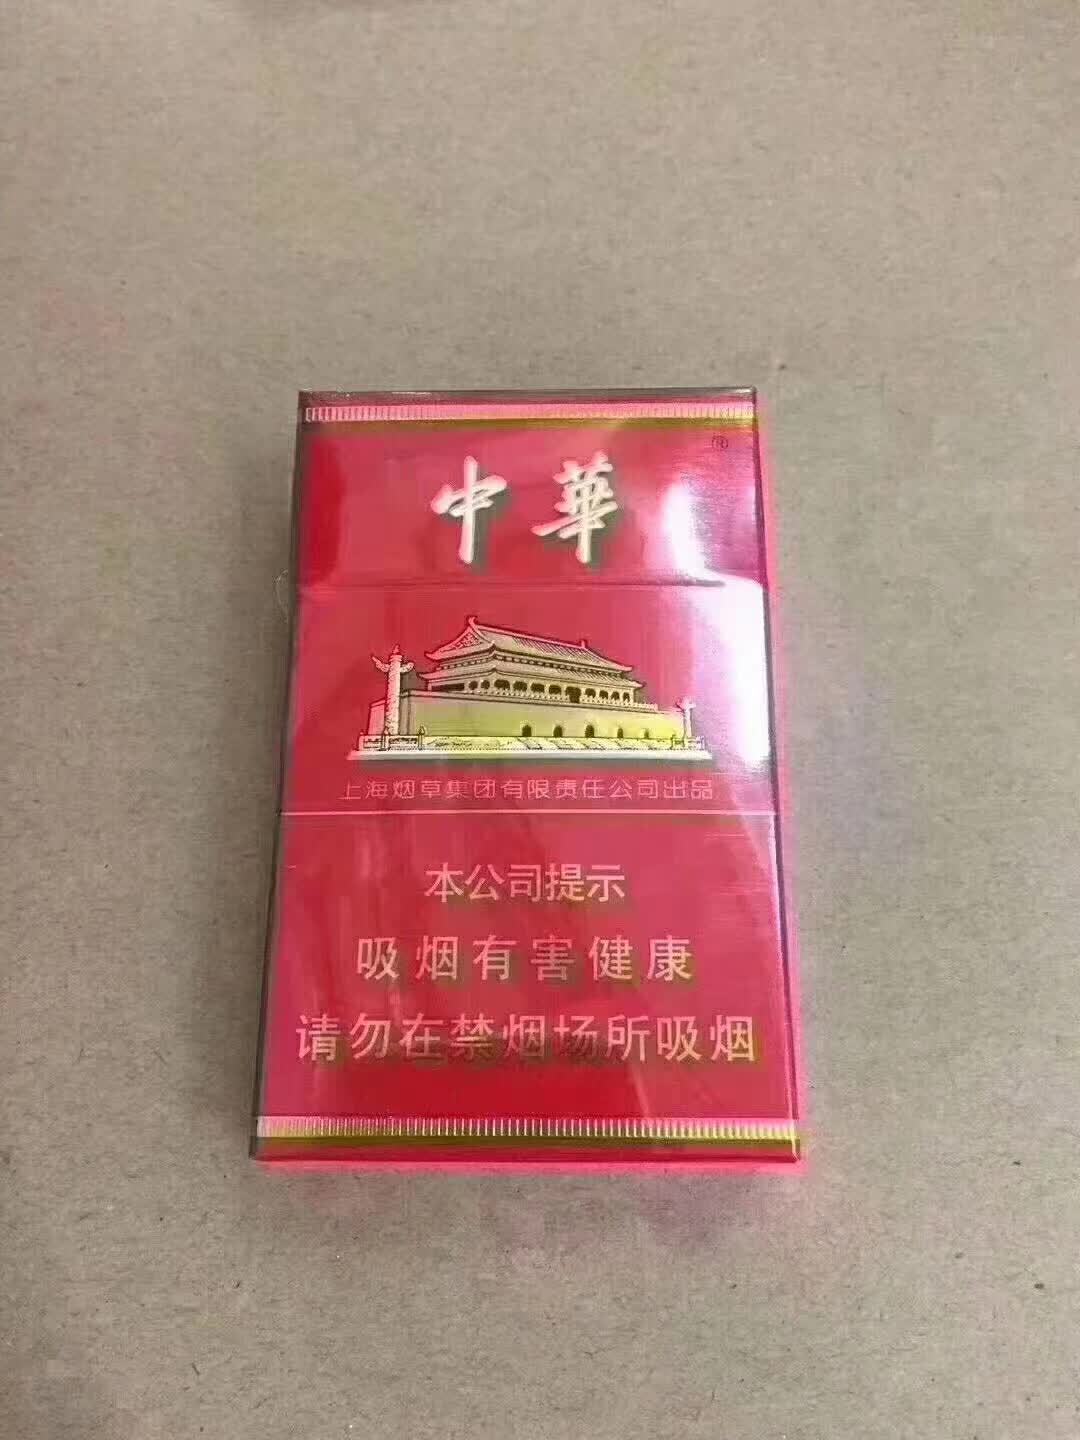 中華
®
上海烟草集团有限责任公司出品
本公司提示
吸烟有害健康
请勿在禁烟场所吸烟